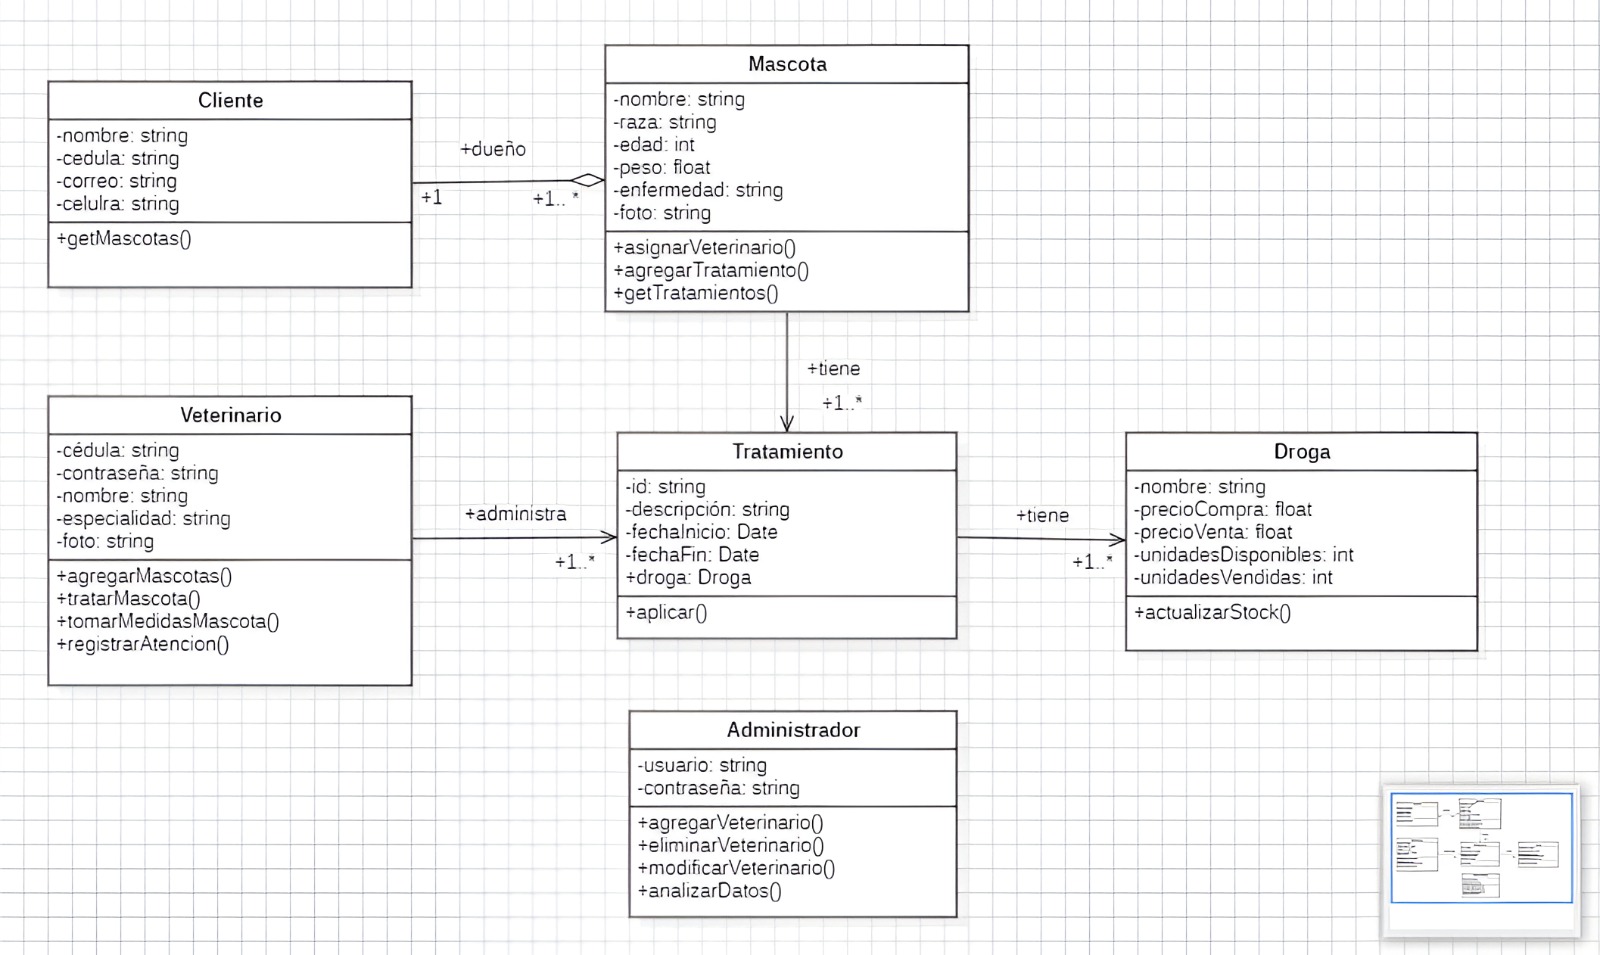 Cliente
-nombre: string
-cedula: string
-correo: string
-celulra: string
+getMascotas()
+dueño
+1
+1..*
Mascota
-nombre: string
-raza: string
-edad: int
-peso: float
-enfermedad: string
-foto: string
+asignarVeterinario()
+agregarTratamiento()
+getTratamientos()
+tiene
+1..*
Veterinario
-cédula: string
-contraseña: string
-nombre: string
-especialidad: string
-foto: string
+agregarMascotas()
+tratarMascota()
+tomarMedidasMascota()
+registrarAtencion()
+administra
+1..*
Tratamiento
-id: string
-descripción: string
-fechaInicio: Date
-fechaFin: Date
+droga: Droga
+aplicar()
+tiene
+1..*
Droga
-nombre: string
-precioCompra: float
-precioVenta: float
-unidadesDisponibles: int
-unidadesVendidas: int
+actualizarStock()
Administrador
-usuario: string
-contraseña: string
+agregarVeterinario()
+eliminarVeterinario()
+modificarVeterinario()
+analizarDatos()